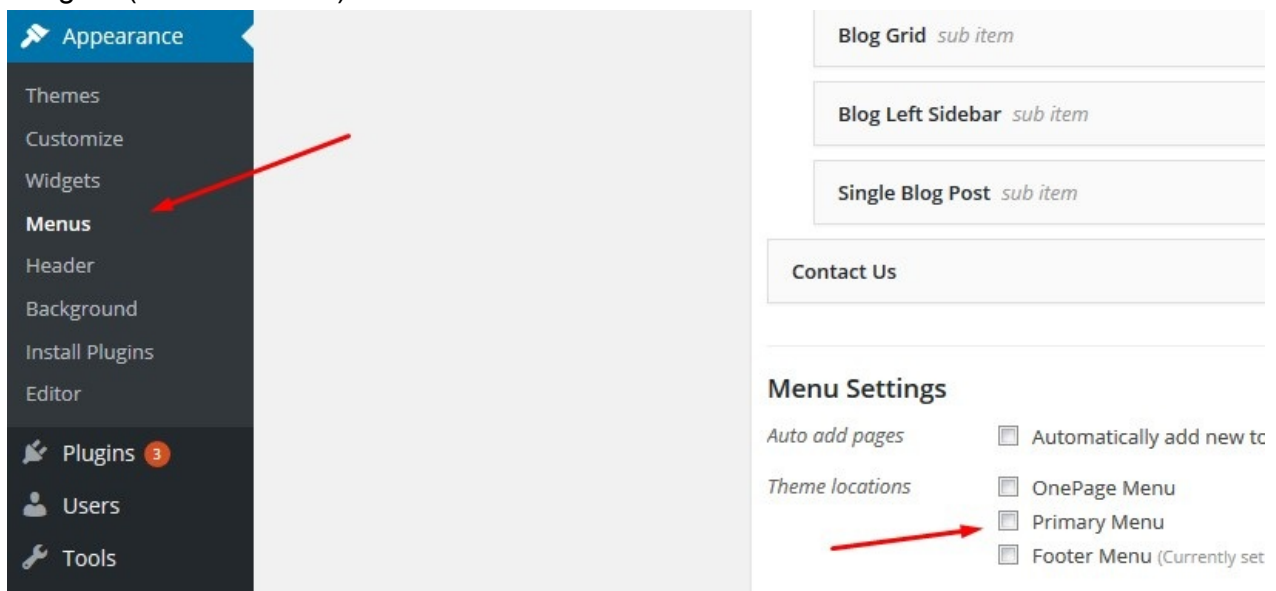 Appearance
Themes
Customize
Widgets
Menus
Header
Background
Install Plugins
Editor
Plugins 3
Users
Tools
Blog Grid sub item
Blog Left Sidebar sub item
Single Blog Post sub item
Contact Us
Menu Settings
Auto add pages
Automatically add new to
Theme locations
OnePage Menu
Primary Menu
Footer Menu (Currently set